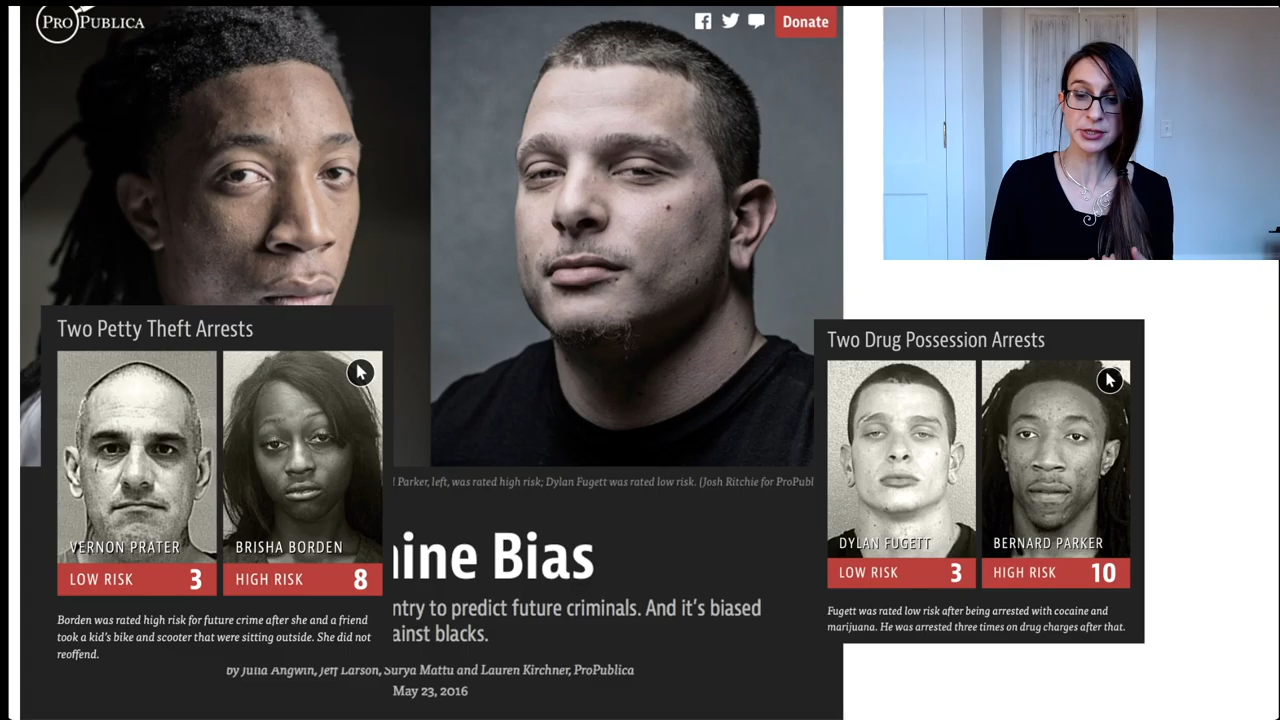 PROPUBLICA
Donate
Two Petty Theft Arrests
VERNON PRATER
BRISHA BORDEN
LOW RISK 3
HIGH RISK 8
Borden was rated high risk for future crime after she and a friend
took a kid's bike and scooter that were sitting outside. She did not
reoffend.
Parker, left, was rated high risk; Dylan Fugett was rated low risk. (Josh Ritchie for ProPubl
ine Bias
ntry to predict future criminals. And it's biased
ainst blacks.
by Julia Angwin, Jeff Larson, Surya Mattu and Lauren Kirchner, ProPublica
May 23, 2016
Two Drug Possession Arrests
DYLAN FUGETT
BERNARD PARKER
LOW RISK 3
HIGH RISK 10
Fugett was rated low risk after being arrested with cocaine and
marijuana. He was arrested three times on drug charges after that.